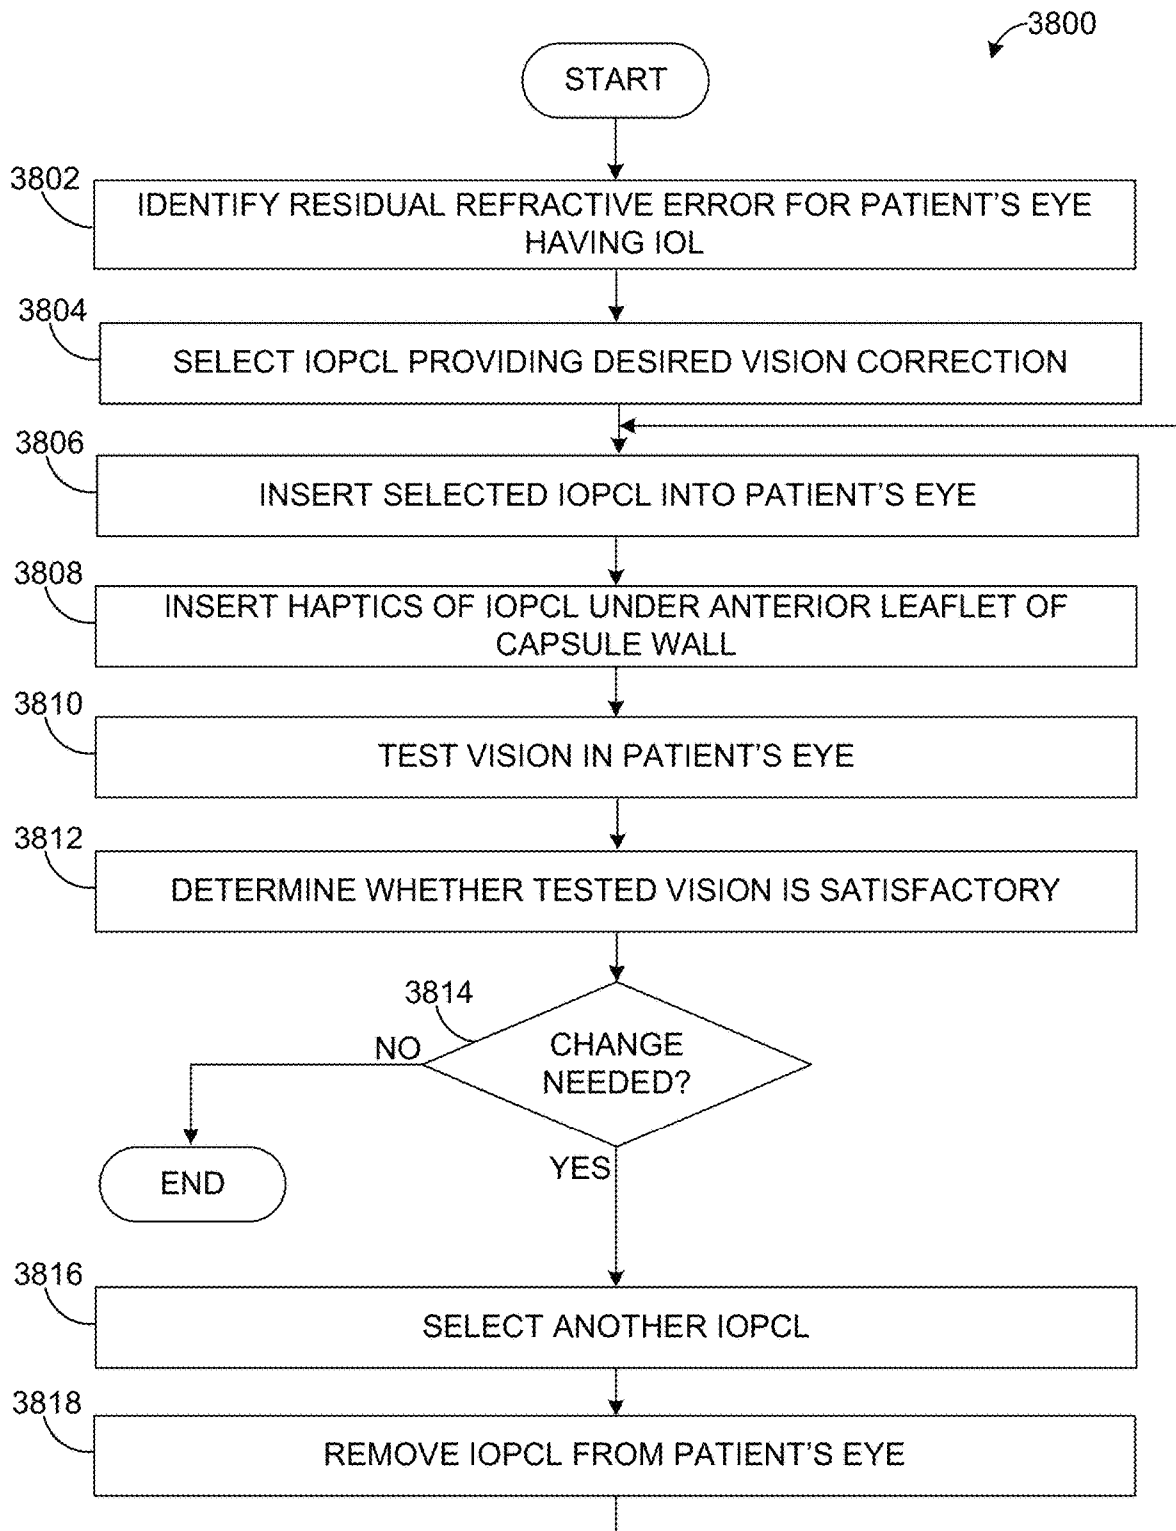 3800
START
3802
IDENTIFY RESIDUAL REFRACTIVE ERROR FOR PATIENT'S EYE
HAVING IOL
3804
SELECT IOPCL PROVIDING DESIRED VISION CORRECTION
3806
INSERT SELECTED IOPCL INTO PATIENT'S EYE
3808
INSERT HAPTICS OF IOPCL UNDER ANTERIOR LEAFLET OF
CAPSULE WALL
3810
TEST VISION IN PATIENT'S EYE
3812
DETERMINE WHETHER TESTED VISION IS SATISFACTORY
3814
NO
CHANGE
NEEDED?
YES
END
3816
SELECT ANOTHER IOPCL
3818
REMOVE IOPCL FROM PATIENT'S EYE